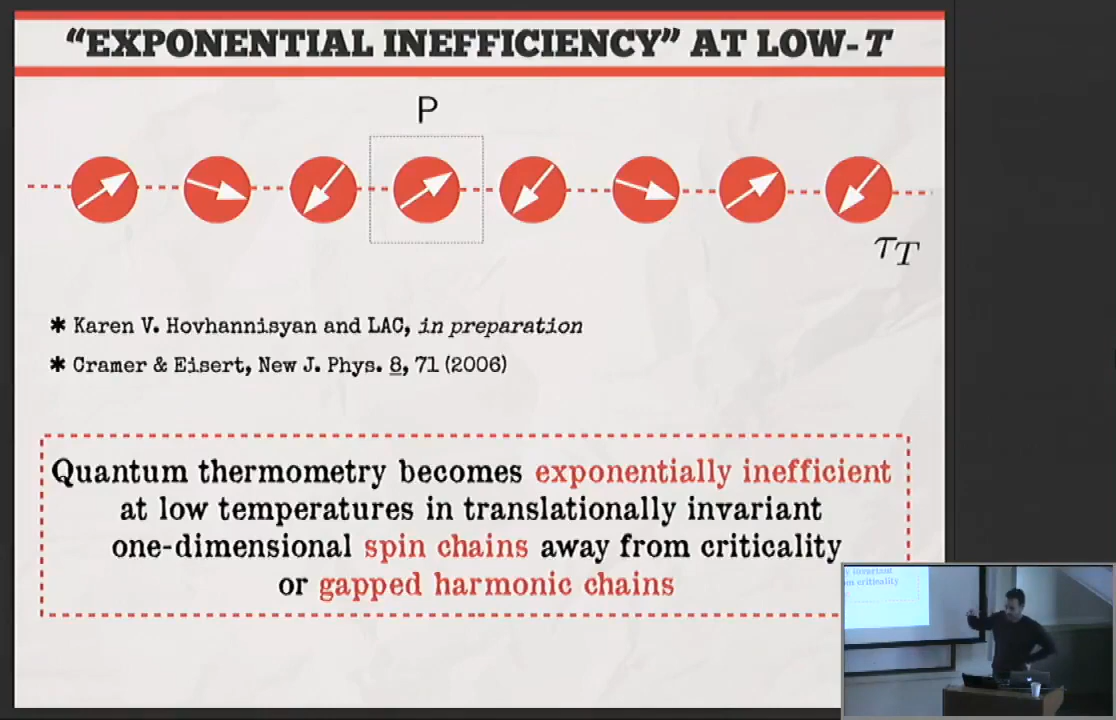 “EXPONENTIAL INEFFICIENCY” AT LOW-T
P
τT
✱ Karen V. Hovhannisyan and LAC, in preparation
✱ Cramer & Eisert, New J. Phys. 8, 71 (2006)
Quantum thermometry becomes exponentially inefficient
at low temperatures in translationally invariant
one-dimensional spin chains away from criticality
or gapped harmonic chains
invariant
criticality